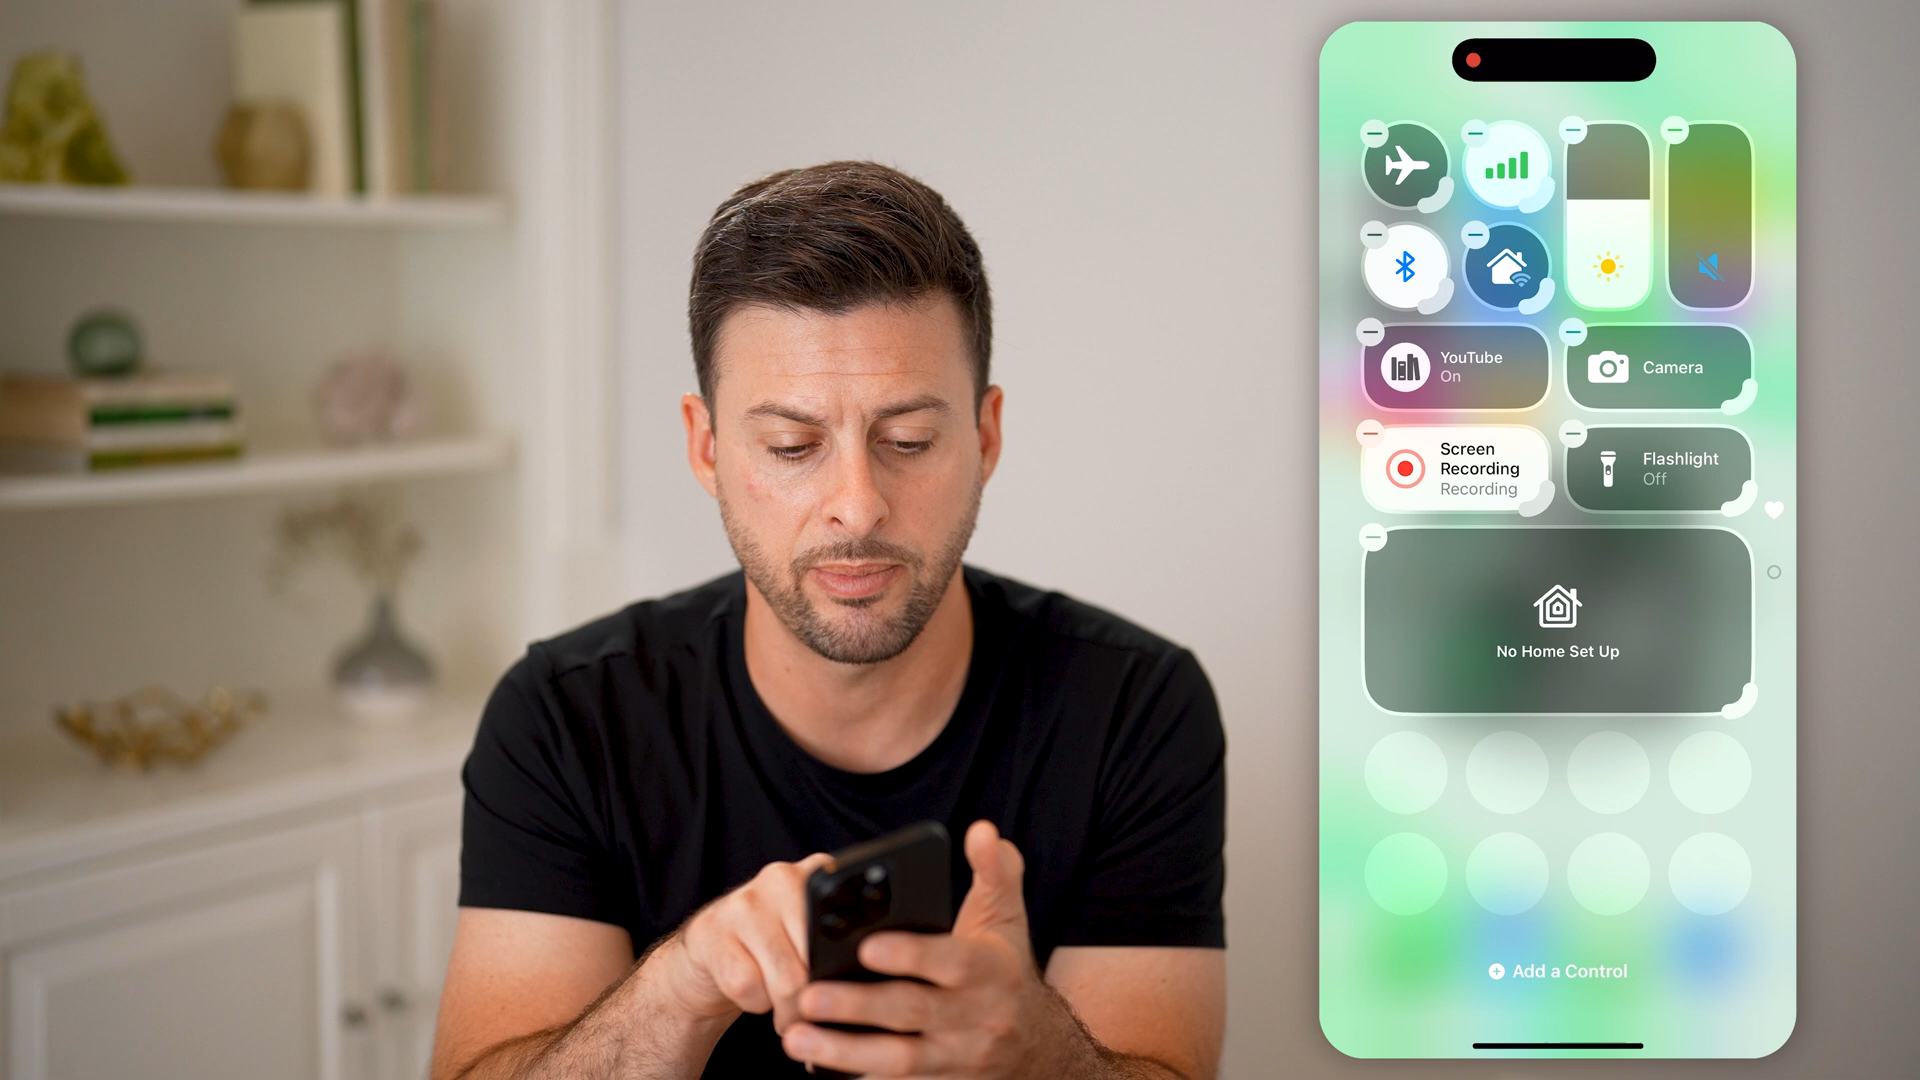 YouTube
On
Camera
Screen
Recording
Recording
Flashlight
Off
No Home Set Up
Add a Control